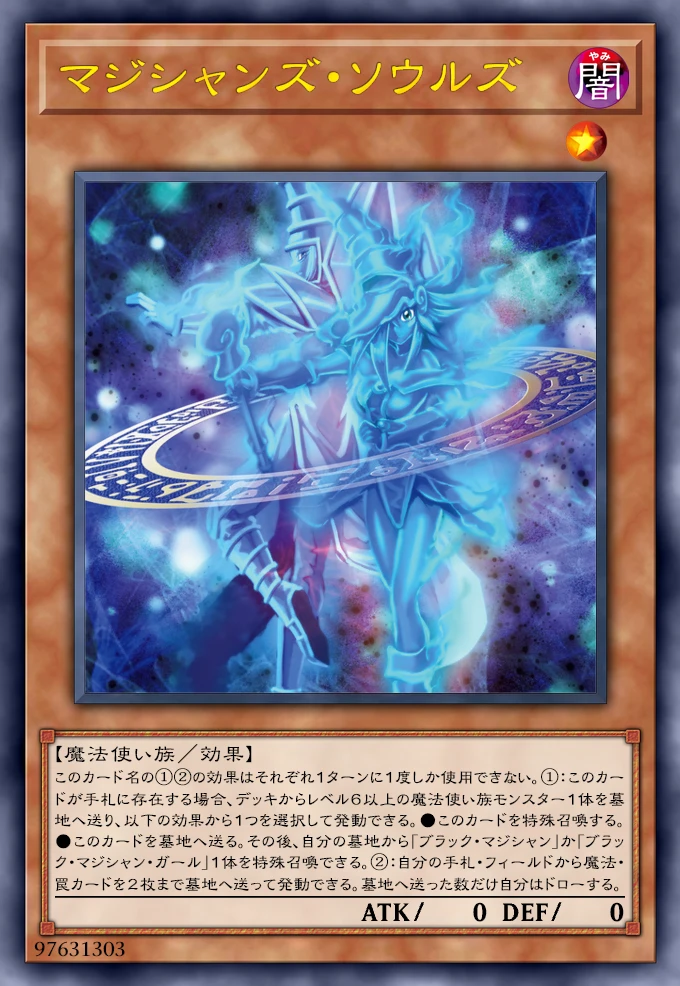 マジシャンズ・ソウルズ
やみ
闇
【魔法使い族／効果】
このカード名の①②の効果はそれぞれ1ターンに1度しか使用できない。①：このカー
ドが手札に存在する場合、デッキからレベル６以上の魔法使い族モンスター１体を墓
地へ送り、以下の効果から１つを選択して発動できる。●このカードを特殊召喚する。
●このカードを墓地へ送る。その後、自分の墓地から「ブラック・マジシャン」か「ブラッ
ク・マジシャン・ガール」１体を特殊召喚できる。②：自分の手札・フィールドから魔法・
罠カードを２枚まで墓地へ送って発動できる。墓地へ送った数だけ自分はドローする。
ATK/ 0 DEF/ 0
97631303